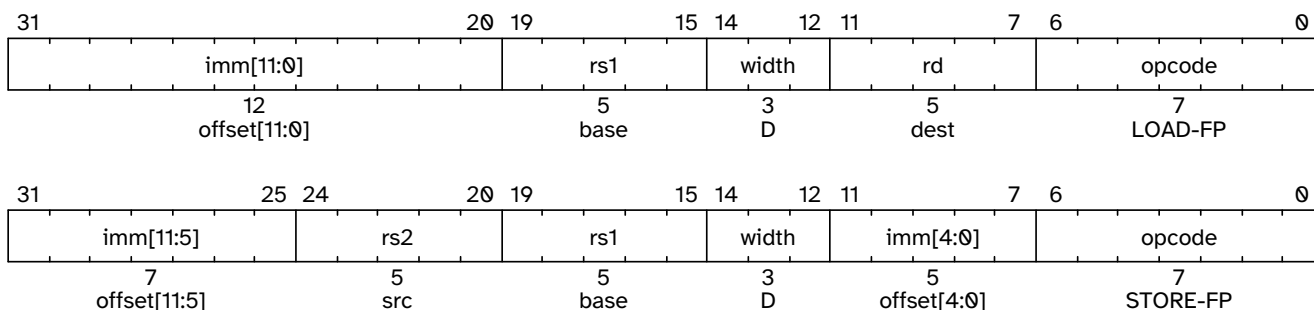 31 20 19 15 14 12 11 7 6 0
imm[11:0] rs1 width rd opcode
12 5 3 5 7
offset[11:0] base D dest LOAD-FP
31 25 24 20 19 15 14 12 11 7 6 0
imm[11:5] rs2 rs1 width imm[4:0] opcode
7 5 5 3 5 7
offset[11:5] src base D offset[4:0] STORE-FP